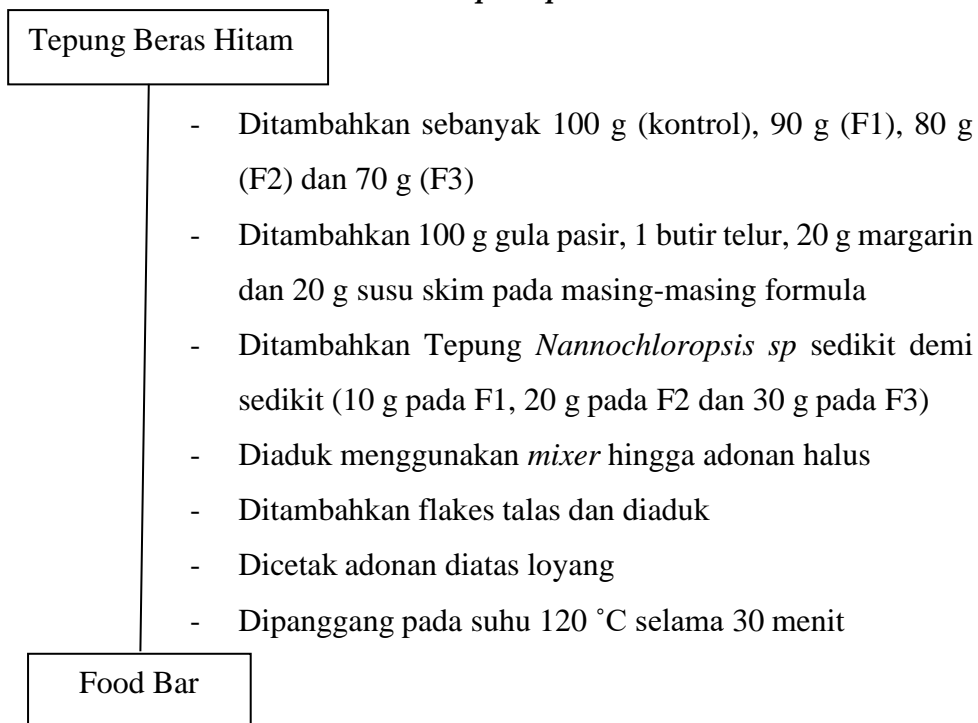 Tepung Beras Hitam
- Ditambahkan sebanyak 100 g (kontrol), 90 g (F1), 80 g
(F2) dan 70 g (F3)
- Ditambahkan 100 g gula pasir, 1 butir telur, 20 g margarin
dan 20 g susu skim pada masing-masing formula
- Ditambahkan Tepung Nannochloropsis sp sedikit demi
sedikit (10 g pada F1, 20 g pada F2 dan 30 g pada F3)
- Diaduk menggunakan mixer hingga adonan halus
- Ditambahkan flakes talas dan diaduk
- Dicetak adonan diatas loyang
- Dipanggang pada suhu 120 ˚C selama 30 menit
Food Bar